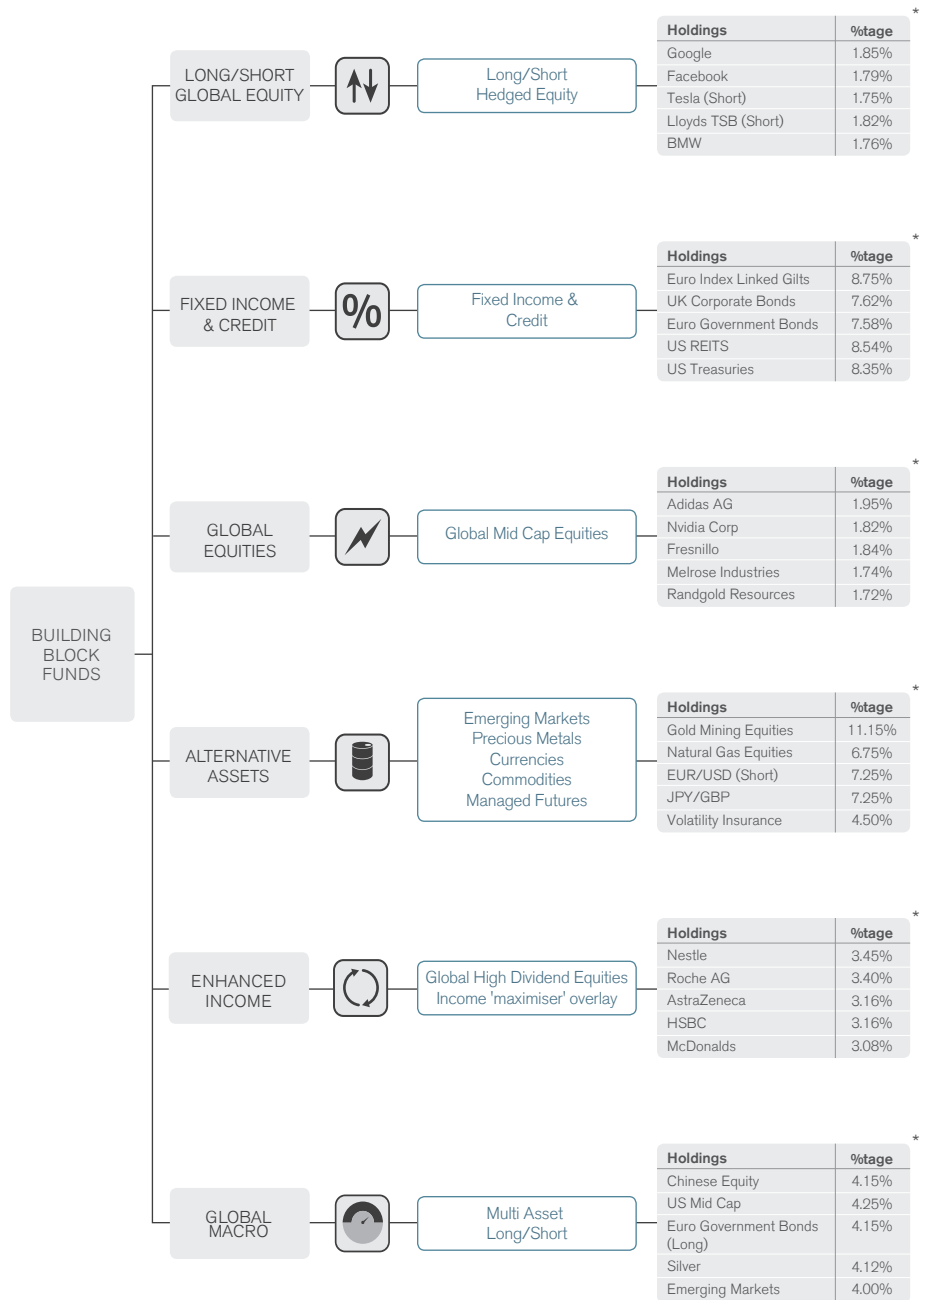 *
Holdings %tage
Google 1.85%
Facebook 1.79%
Tesla (Short) 1.75%
Lloyds TSB (Short) 1.82%
BMW 1.76%
LONG/SHORT
GLOBAL EQUITY
Long/Short
Hedged Equity
*
Holdings %tage
Euro Index Linked Gilts 8.75%
UK Corporate Bonds 7.62%
Euro Government Bonds 7.58%
US REITS 8.54%
US Treasuries 8.35%
FIXED INCOME
& CREDIT
%
Fixed Income &
Credit
*
Holdings %tage
Adidas AG 1.95%
Nvidia Corp 1.82%
Fresnillo 1.84%
Melrose Industries 1.74%
Randgold Resources 1.72%
GLOBAL
EQUITIES
Global Mid Cap Equities
BUILDING
BLOCK
FUNDS
*
Holdings %tage
Gold Mining Equities 11.15%
Natural Gas Equities 6.75%
EUR/USD (Short) 7.25%
JPY/GBP 7.25%
Volatility Insurance 4.50%
ALTERNATIVE
ASSETS
Emerging Markets
Precious Metals
Currencies
Commodities
Managed Futures
*
Holdings %tage
Nestle 3.45%
Roche AG 3.40%
AstraZeneca 3.16%
HSBC 3.16%
McDonalds 3.08%
ENHANCED
INCOME
Global High Dividend Equities
Income 'maximiser' overlay
*
Holdings %tage
Chinese Equity 4.15%
US Mid Cap 4.25%
Euro Government Bonds 4.15%
(Long)
Silver 4.12%
Emerging Markets 4.00%
GLOBAL
MACRO
Multi Asset
Long/Short